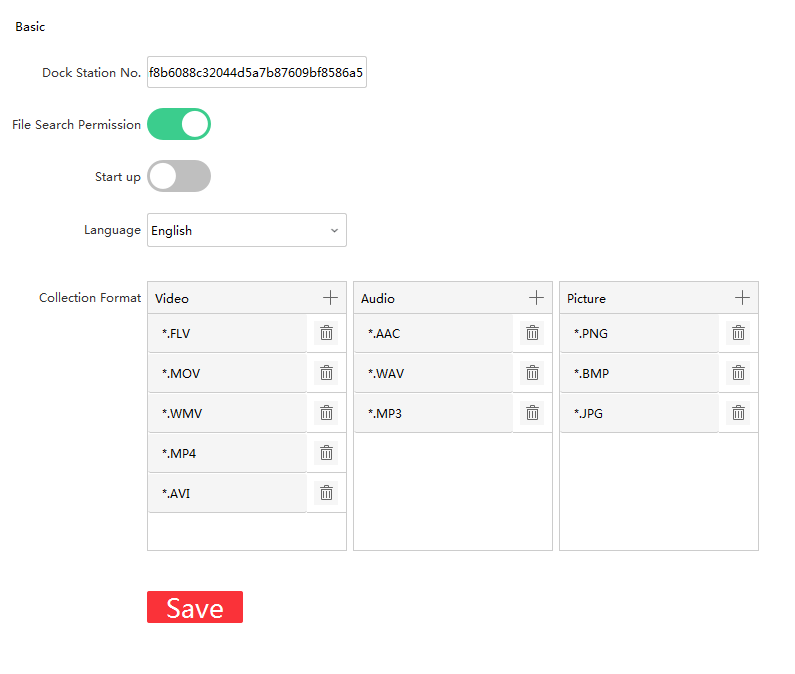 Basic
Dock Station No. f8b6088c32044d5a7b87609bf8586a5
File Search Permission
Start up
Language English
Collection Format Video Audio Picture
*.FLV *.AAC *.PNG
*.MOV *.WAV *.BMP
*.WMV *.MP3 *.JPG
*.MP4
*.AVI
Save